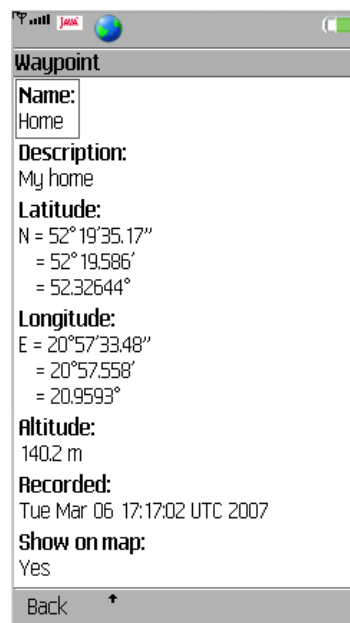 JAVA
Waypoint
Name:
Home
Description:
My home
Latitude:
N = 52°19'35.17"
= 52°19.586'
= 52.32644°
Longitude:
E = 20°57'33.48"
= 20°57.558'
= 20.9593°
Altitude:
140.2 m
Recorded:
Tue Mar 06 17:17:02 UTC 2007
Show on map:
Yes
Back